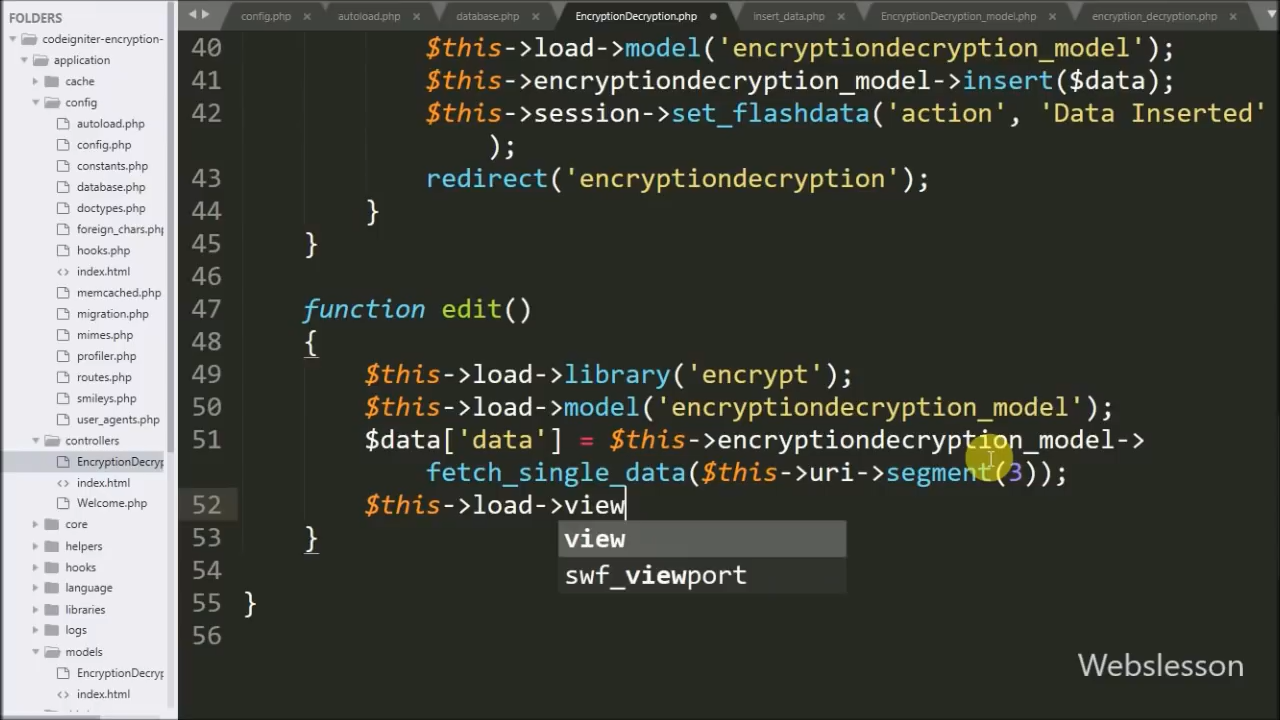 FOLDERS
codeigniter-encryption-
application
cache
config
autoload.php
config.php
constants.php
database.php
doctypes.php
foreign_chars.php
hooks.php
index.html
memcached.php
migration.php
mimes.php
profiler.php
routes.php
smileys.php
user_agents.php
controllers
EncryptionDecryp
index.html
Welcome.php
core
helpers
hooks
language
libraries
logs
models
EncryptionDecryp
index.html
config.php × autoload.php × database.php × EncryptionDecryption.php insert_data.php × EncryptionDecryption_model.php × encryption_decryption.php ×
40 $this->load->model('encryptiondecryption_model');
41 $this->encryptiondecryption_model->insert($data);
42 $this->session->set_flashdata('action', 'Data Inserted'
);
43 redirect('encryptiondecryption');
44 }
45 }
46
47 function edit()
48 {
49 $this->load->library('encrypt');
50 $this->load->model('encryptiondecryption_model');
51 $data['data'] = $this->encryptiondecryption_model->
fetch_single_data($this->uri->segment(3));
52 $this->load->view
view
53 }
swf_viewport
54
55 }
56
Webslesson